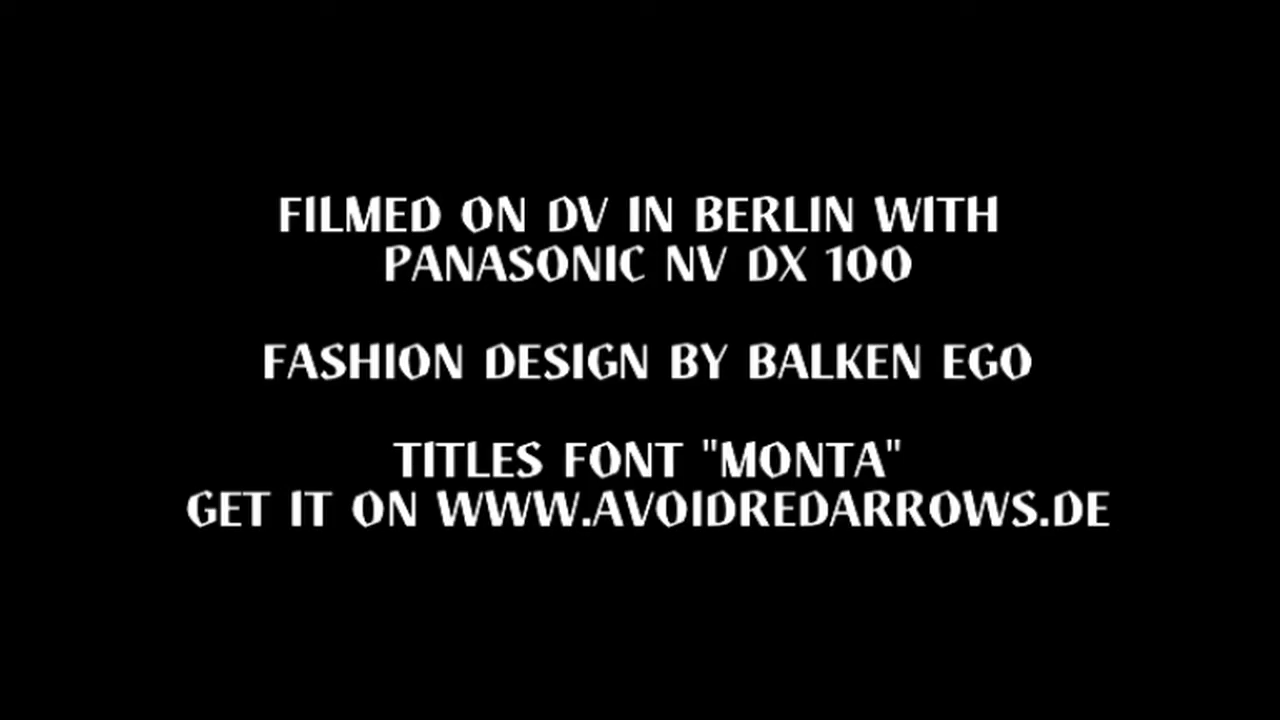 FILMED ON DV IN BERLIN WITH
PANASONIC NV DX 100
FASHION DESIGN BY BALKEN EGO
TITLES FONT "MONTA"
GET IT ON WWW.AVOIDREDARROWS.DE